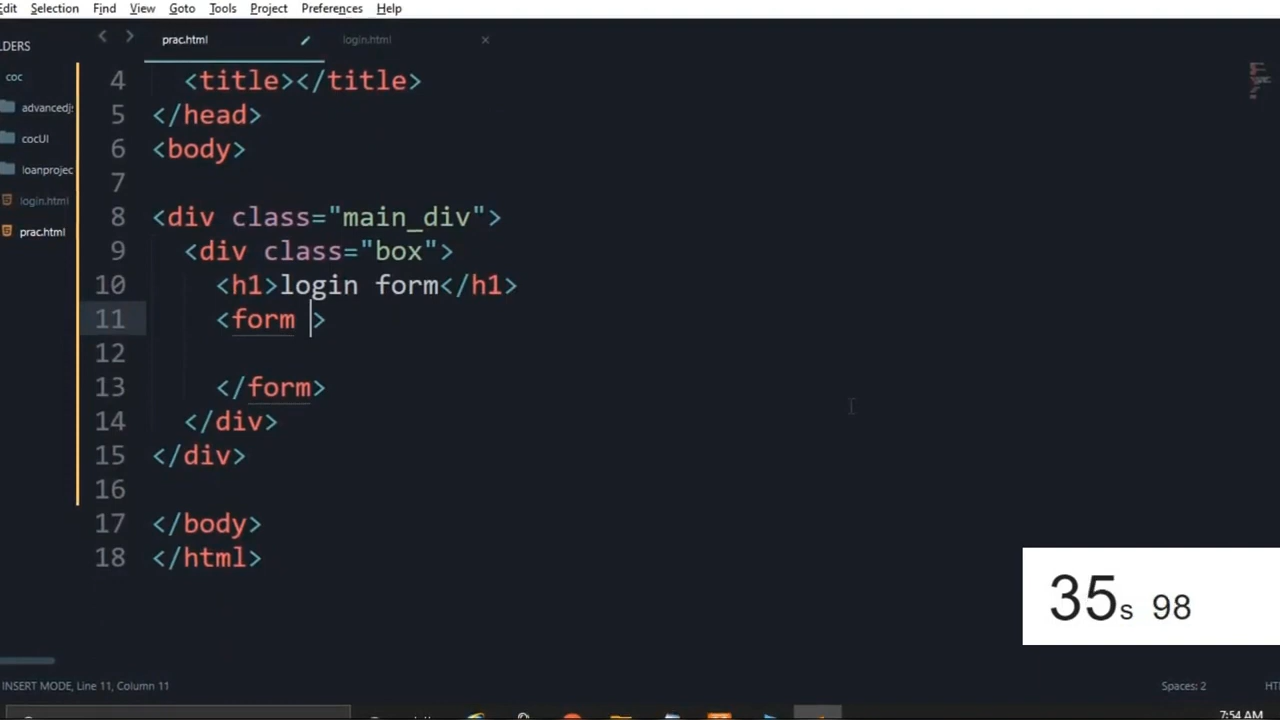 Edit Selection Find View Goto Tools Project Preferences Help
LDERS
coc
advancedjs
cocUI
loanprojec
login.html
prac.html
prac.html login.html ×
4 <title></title>
5 </head>
6 <body>
7
8 <div class="main_div">
9 <div class="box">
10 <h1>login form</h1>
11 <form >
12
13 </form>
14 </div>
15 </div>
16
17 </body>
18 </html>
35s 98
INSERT MODE, Line 11, Column 11 Spaces: 2 HT
7:54 AM